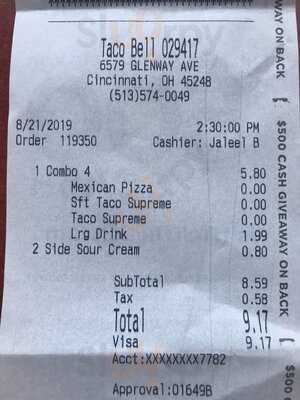 Taco Bell 029417
6579 GLENWAY AVE
Cincinnati, OH 45248
(513)574-0049
8/21/2019 2:30:00 PM
Order 119350 Cashier: Jaleel B
1 Combo 4 5.80
Mexican Pizza 0.00
Sft Taco Supreme 0.00
Taco Supreme 0.00
Lrg Drink 1.99
2 Side Sour Cream 0.80
SubTotal 8.59
Tax 0.58
Total 9.17
Visa 9.17
Acct:XXXXXXXX7782
Approval:01649B
WAY ON BACK
$500 CASH GIVEAWAY ON BACK
$500 C